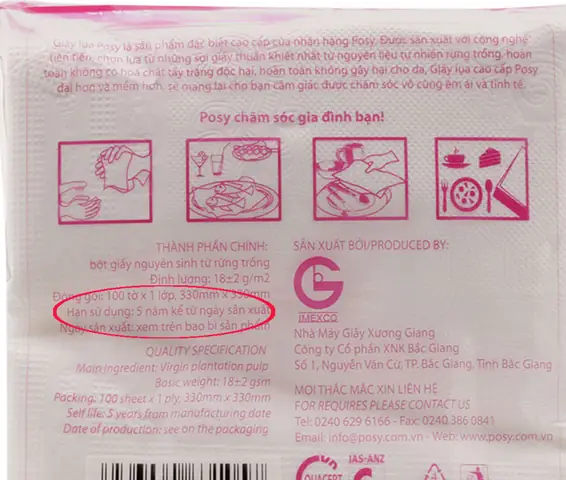 Giấy lụa Posy là sản phẩm đặc biệt cao cấp của nhãn hàng Posy. Được sản xuất với công nghệ
tiên tiến, chọn lựa từ những sợi giấy thuần khiết nhất từ nguyên liệu tự nhiên rừng trồng, hoàn
toàn không có hoá chất tẩy trắng độc hại, hoàn toàn không gây hại cho da, Giấy lụa cao cấp Posy
dai hơn và mềm hơn, sẽ mang lại cho bạn cảm giác được chăm sóc vô cùng êm ái và tinh tế.
Posy chăm sóc gia đình bạn!
THÀNH PHẦN CHÍNH:
bột giấy nguyên sinh từ rừng trồng
Định lượng: 18±2 g/m2
Đóng gói: 100 tờ x 1 lớp, 330mm x 330mm
Hạn sử dụng: 5 năm kể từ ngày sản xuất
Ngày sản xuất: xem trên bao bì sản phẩm
QUALITY SPECIFICATION
Main ingredient: Virgin plantation pulp
Basic weight: 18±2 gsm
Packing: 100 sheet x 1 ply, 330mm x 330mm
Self life: 5 years from manufacturing date
Date of production: see on the packaging
SẢN XUẤT BỞI/PRODUCED BY:
IMEXCO
Nhà Máy Giấy Xương Giang
Công ty Cổ phần XNK Bắc Giang
Số 1, Nguyễn Văn Cừ, TP. Bắc Giang, Tỉnh Bắc Giang
MỌI THẮC MẮC XIN LIÊN HỆ
FOR REQUIRES PLEASE CONTACT US
Tel: 0240 629 6166 - Fax: 0240 386 0841
Email: info@posy.com.vn - Web: www.posy.com.vn
IAS-ANZ
QUACERT